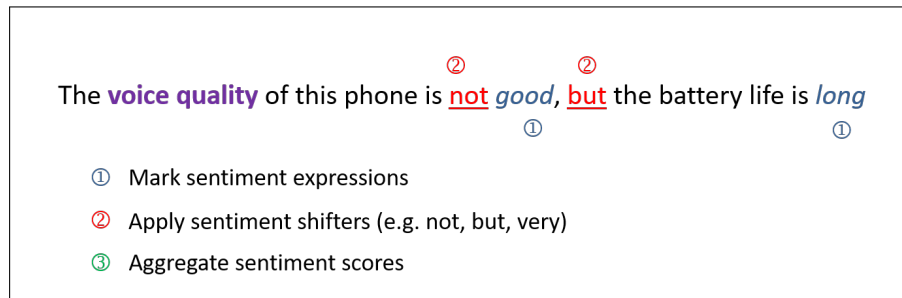 ② ②
The voice quality of this phone is not good, but the battery life is long
① ①
① Mark sentiment expressions
② Apply sentiment shifters (e.g. not, but, very)
③ Aggregate sentiment scores